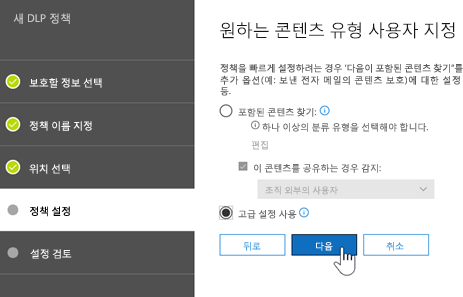 새 DLP 정책
보호할 정보 선택
정책 이름 지정
위치 선택
정책 설정
설정 검토
원하는 콘텐츠 유형 사용자 지정
정책을 빠르게 설정하려는 경우 '다음이 포함된 콘텐츠 찾기'를
추가 옵션(예: 보낸 전자 메일의 콘텐츠 보호)에 대한 설정
등.
포함된 콘텐츠 찾기:
하나 이상의 분류 유형을 선택해야 합니다.
편집
이 콘텐츠를 공유하는 경우 감지:
조직 외부의 사용자
고급 설정 사용
뒤로
다음
취소